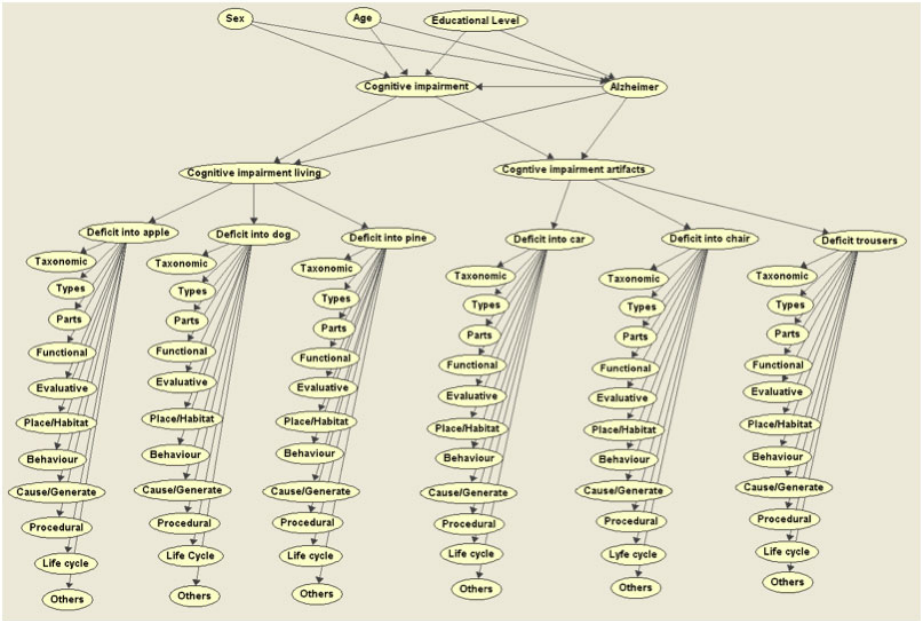 Sex
Age
Educational Level
Cognitive impairment
Alzheimer
Cognitive impairment living
Cogntive impairment artifacts
Deficit into apple
Taxonomic
Types
Parts
Functional
Evaluative
Place/Habitat
Behaviour
Cause/Generate
Procedural
Life cycle
Others
Deficit into dog
Taxonomic
Types
Parts
Functional
Evaluative
Place/Habitat
Behaviour
Cause/Generate
Procedural
Life Cycle
Others
Deficit into pine
Taxonomic
Types
Parts
Functional
Evaluative
Place/Habitat
Behaviour
Cause/Generate
Procedural
Life cycle
Others
Deficit into car
Taxonomic
Types
Parts
Functional
Evaluative
Place/Habitat
Behaviour
Cause/Generate
Procedural
Life cycle
Others
Deficit into chair
Taxonomic
Types
Parts
Functional
Evaluative
Place/Habitat
Behaviour
Cause/Generate
Procedural
Lyfe cycle
Others
Deficit trousers
Taxonomic
Types
Parts
Functional
Evaluative
Place/Habitat
Behaviour
Cause/Generate
Procedural
Life cycle
Others